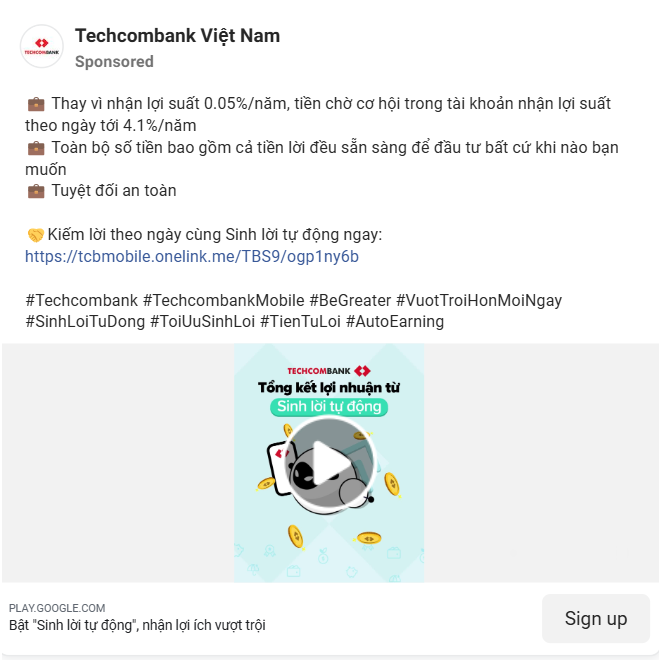 TECHCOMBANK
Techcombank Việt Nam
Sponsored
💼 Thay vì nhận lợi suất 0.05%/năm, tiền chờ cơ hội trong tài khoản nhận lợi suất
theo ngày tới 4.1%/năm
💼 Toàn bộ số tiền bao gồm cả tiền lời đều sẵn sàng để đầu tư bất cứ khi nào bạn
muốn
💼 Tuyệt đối an toàn
🤝Kiếm lời theo ngày cùng Sinh lời tự động ngay:
https://tcbmobile.onelink.me/TBS9/ogp1ny6b
#Techcombank #TechcombankMobile #BeGreater #VuotTroiHonMoiNgay
#SinhLoiTuDong #ToiUuSinhLoi #TienTuLoi #AutoEarning
TECHCOMBANK
Tổng kết lợi nhuận từ
Sinh lời tự động
PLAY.GOOGLE.COM
Bật "Sinh lời tự động", nhận lợi ích vượt trội
Sign up